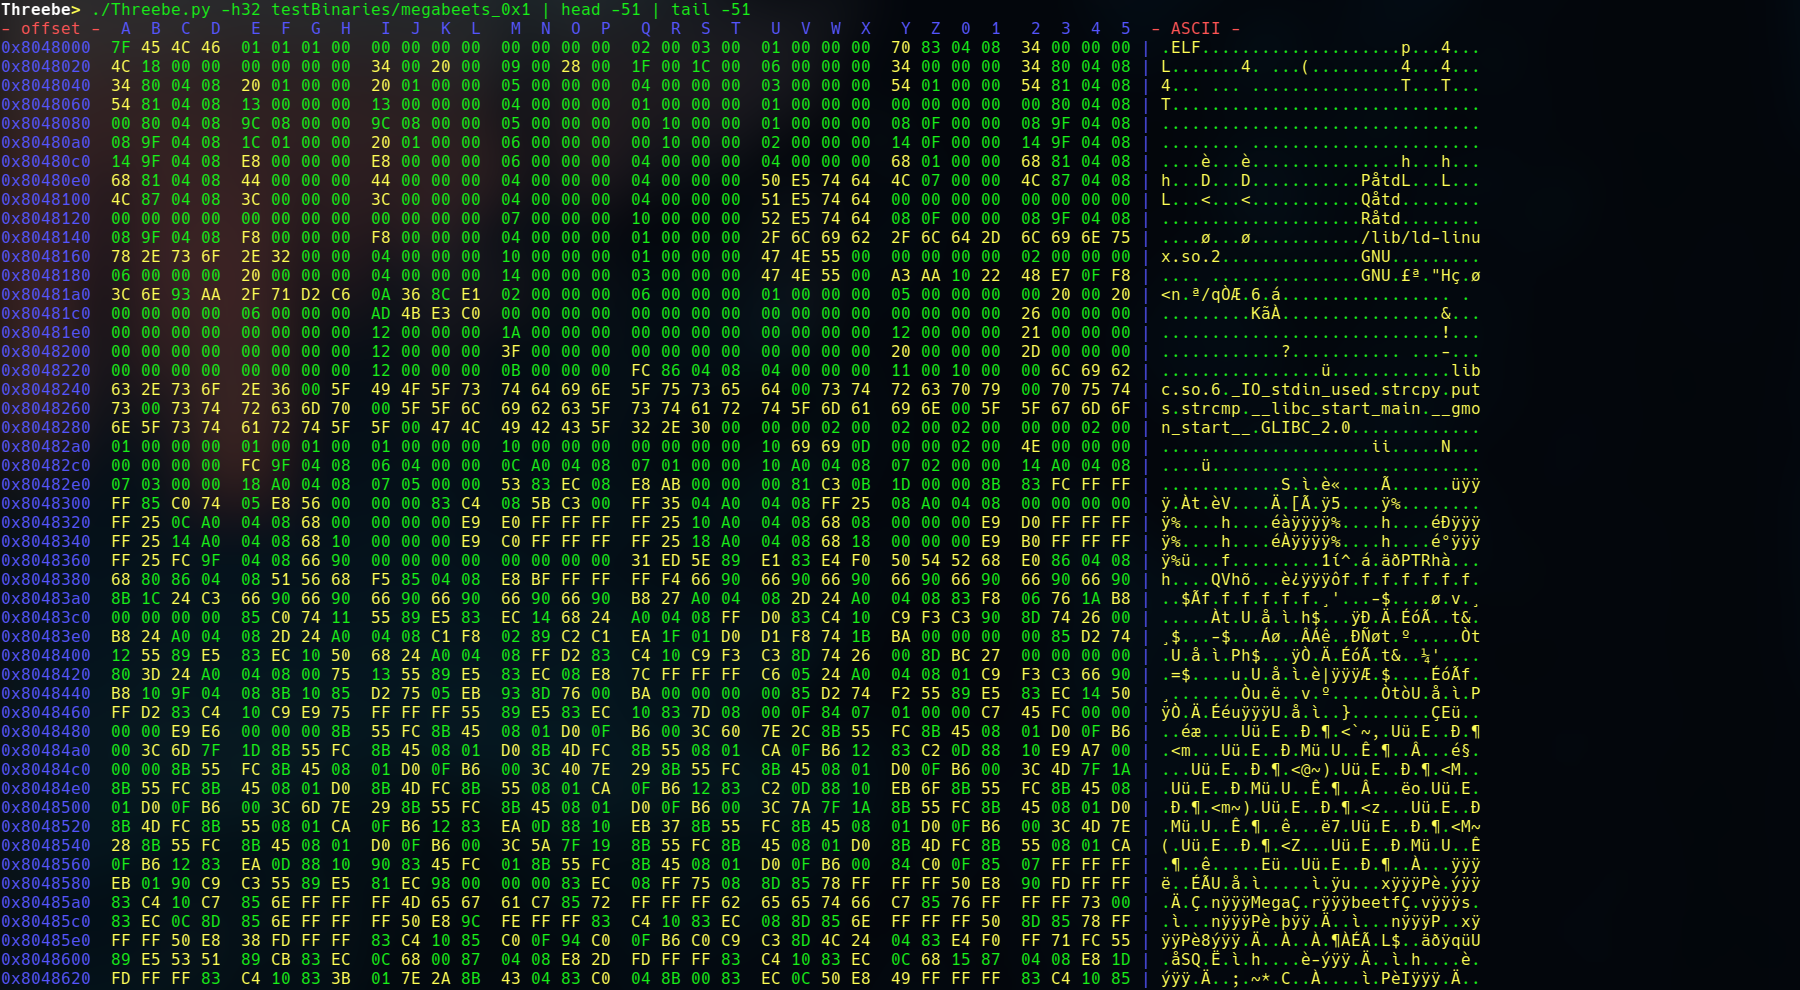 Threebe> ./Threebe.py -h32 testBinaries/megabeets_0x1 | head -51 | tail -51
- offset - A B C D E F G H I J K L M N O P Q R S T U V W X Y Z 0 1 2 3 4 5 - ASCII -
0x8048000 7F 45 4C 46 01 01 01 00 00 00 00 00 00 00 00 00 02 00 03 00 01 00 00 00 70 83 04 08 34 00 00 00 | .ELF....................p...4...
0x8048020 4C 18 00 00 00 00 00 00 34 00 20 00 09 00 28 00 1F 00 1C 00 06 00 00 00 34 00 00 00 34 80 04 08 | L.......4. ...(.........4...4...
0x8048040 34 80 04 08 20 01 00 00 20 01 00 00 05 00 00 00 04 00 00 00 03 00 00 00 54 01 00 00 54 81 04 08 | 4... ... ...............T...T...
0x8048060 54 81 04 08 13 00 00 00 13 00 00 00 04 00 00 00 01 00 00 00 01 00 00 00 00 00 00 00 00 80 04 08 | T...............................
0x8048080 00 80 04 08 9C 08 00 00 9C 08 00 00 05 00 00 00 00 10 00 00 01 00 00 00 08 0F 00 00 08 9F 04 08 | ................................
0x80480a0 08 9F 04 08 1C 01 00 00 20 01 00 00 06 00 00 00 00 10 00 00 02 00 00 00 14 0F 00 00 14 9F 04 08 | ........ .......................
0x80480c0 14 9F 04 08 E8 00 00 00 E8 00 00 00 06 00 00 00 04 00 00 00 04 00 00 00 68 01 00 00 68 81 04 08 | ....è...è...............h...h...
0x80480e0 68 81 04 08 44 00 00 00 44 00 00 00 04 00 00 00 04 00 00 00 50 E5 74 64 4C 07 00 00 4C 87 04 08 | h...D...D...........PåtdL...L...
0x8048100 4C 87 04 08 3C 00 00 00 3C 00 00 00 04 00 00 00 04 00 00 00 51 E5 74 64 00 00 00 00 00 00 00 00 | L...<...<...........Qåtd........
0x8048120 00 00 00 00 00 00 00 00 00 00 00 00 07 00 00 00 10 00 00 00 52 E5 74 64 08 0F 00 00 08 9F 04 08 | ....................Råtd........
0x8048140 08 9F 04 08 F8 00 00 00 F8 00 00 00 04 00 00 00 01 00 00 00 2F 6C 69 62 2F 6C 64 2D 6C 69 6E 75 | ....ø...ø.........../lib/ld-linu
0x8048160 78 2E 73 6F 2E 32 00 00 04 00 00 00 10 00 00 00 01 00 00 00 47 4E 55 00 00 00 00 00 02 00 00 00 | x.so.2..............GNU.........
0x8048180 06 00 00 00 20 00 00 00 04 00 00 00 14 00 00 00 03 00 00 00 47 4E 55 00 A3 AA 10 22 48 E7 0F F8 | .... ...............GNU.£ª."Hç.ø
0x80481a0 3C 6E 93 AA 2F 71 D2 C6 0A 36 8C E1 02 00 00 00 06 00 00 00 01 00 00 00 05 00 00 00 00 20 00 20 | <n.ª/qÒÆ.6.á................. . 
0x80481c0 00 00 00 00 06 00 00 00 AD 4B E3 C0 00 00 00 00 00 00 00 00 00 00 00 00 00 00 00 00 26 00 00 00 | .........KãÀ................&...
0x80481e0 00 00 00 00 00 00 00 00 12 00 00 00 1A 00 00 00 00 00 00 00 00 00 00 00 12 00 00 00 21 00 00 00 | ............................!...
0x8048200 00 00 00 00 00 00 00 00 12 00 00 00 3F 00 00 00 00 00 00 00 00 00 00 00 20 00 00 00 2D 00 00 00 | ............?........... ...-...
0x8048220 00 00 00 00 00 00 00 00 12 00 00 00 0B 00 00 00 FC 86 04 08 04 00 00 00 11 00 10 00 00 6C 69 62 | ................ü............lib
0x8048240 63 2E 73 6F 2E 36 00 5F 49 4F 5F 73 74 64 69 6E 5F 75 73 65 64 00 73 74 72 63 70 79 00 70 75 74 | c.so.6._IO_stdin_used.strcpy.put
0x8048260 73 00 73 74 72 63 6D 70 00 5F 5F 6C 69 62 63 5F 73 74 61 72 74 5F 6D 61 69 6E 00 5F 5F 67 6D 6F | s.strcmp.__libc_start_main.__gmo
0x8048280 6E 5F 73 74 61 72 74 5F 5F 00 47 4C 49 42 43 5F 32 2E 30 00 00 00 02 00 02 00 02 00 00 00 02 00 | n_start__.GLIBC_2.0.............
0x80482a0 01 00 00 00 01 00 01 00 01 00 00 00 10 00 00 00 00 00 00 00 10 69 69 0D 00 00 02 00 4E 00 00 00 | .....................ii.....N...
0x80482c0 00 00 00 00 FC 9F 04 08 06 04 00 00 0C A0 04 08 07 01 00 00 10 A0 04 08 07 02 00 00 14 A0 04 08 | ....ü...........................
0x80482e0 07 03 00 00 18 A0 04 08 07 05 00 00 53 83 EC 08 E8 AB 00 00 00 81 C3 0B 1D 00 00 8B 83 FC FF FF | ............S.ì.è«....Ã......üÿÿ
0x8048300 FF 85 C0 74 05 E8 56 00 00 00 83 C4 08 5B C3 00 FF 35 04 A0 04 08 FF 25 08 A0 04 08 00 00 00 00 | ÿ.Àt.èV....Ä.[Ã.ÿ5....ÿ%........
0x8048320 FF 25 0C A0 04 08 68 00 00 00 00 E9 E0 FF FF FF FF 25 10 A0 04 08 68 08 00 00 00 E9 D0 FF FF FF | ÿ%....h....éàÿÿÿÿ%....h....éÐÿÿÿ
0x8048340 FF 25 14 A0 04 08 68 10 00 00 00 E9 C0 FF FF FF FF 25 18 A0 04 08 68 18 00 00 00 E9 B0 FF FF FF | ÿ%....h....éÀÿÿÿÿ%....h....é°ÿÿÿ
0x8048360 FF 25 FC 9F 04 08 66 90 00 00 00 00 00 00 00 00 31 ED 5E 89 E1 83 E4 F0 50 54 52 68 E0 86 04 08 | ÿ%ü...f.........1í^.á.äðPTRhà...
0x8048380 68 80 86 04 08 51 56 68 F5 85 04 08 E8 BF FF FF FF F4 66 90 66 90 66 90 66 90 66 90 66 90 66 90 | h....QVhõ...è¿ÿÿÿôf.f.f.f.f.f.f.
0x80483a0 8B 1C 24 C3 66 90 66 90 66 90 66 90 66 90 66 90 B8 27 A0 04 08 2D 24 A0 04 08 83 F8 06 76 1A B8 | ..$Ãf.f.f.f.f.f.¸'...-$....ø.v.¸
0x80483c0 00 00 00 00 85 C0 74 11 55 89 E5 83 EC 14 68 24 A0 04 08 FF D0 83 C4 10 C9 F3 C3 90 8D 74 26 00 | .....Àt.U.å.ì.h$...ÿÐ.Ä.ÉóÃ..t&.
0x80483e0 B8 24 A0 04 08 2D 24 A0 04 08 C1 F8 02 89 C2 C1 EA 1F 01 D0 D1 F8 74 1B BA 00 00 00 00 85 D2 74 | ¸$...-$...Áø..ÂÁê..ÐÑøt.º.....Òt
0x8048400 12 55 89 E5 83 EC 10 50 68 24 A0 04 08 FF D2 83 C4 10 C9 F3 C3 8D 74 26 00 8D BC 27 00 00 00 00 | .U.å.ì.Ph$...ÿÒ.Ä.ÉóÃ.t&..¼'....
0x8048420 80 3D 24 A0 04 08 00 75 13 55 89 E5 83 EC 08 E8 7C FF FF FF C6 05 24 A0 04 08 01 C9 F3 C3 66 90 | .=$....u.U.å.ì.è|ÿÿÿÆ.$....ÉóÃf.
0x8048440 B8 10 9F 04 08 8B 10 85 D2 75 05 EB 93 8D 76 00 BA 00 00 00 00 85 D2 74 F2 55 89 E5 83 EC 14 50 | ¸.......Òu.ë..v.º.....ÒtòU.å.ì.P
0x8048460 FF D2 83 C4 10 C9 E9 75 FF FF FF 55 89 E5 83 EC 10 83 7D 08 00 0F 84 07 01 00 00 C7 45 FC 00 00 | ÿÒ.Ä.ÉéuÿÿÿU.å.ì..}........ÇEü..
0x8048480 00 00 E9 E6 00 00 00 8B 55 FC 8B 45 08 01 D0 0F B6 00 3C 60 7E 2C 8B 55 FC 8B 45 08 01 D0 0F B6 | ..éæ....Uü.E..Ð.¶.<`~,.Uü.E..Ð.¶
0x80484a0 00 3C 6D 7F 1D 8B 55 FC 8B 45 08 01 D0 8B 4D FC 8B 55 08 01 CA 0F B6 12 83 C2 0D 88 10 E9 A7 00 | .<m...Uü.E..Ð.Mü.U..Ê.¶..Â...é§.
0x80484c0 00 00 8B 55 FC 8B 45 08 01 D0 0F B6 00 3C 40 7E 29 8B 55 FC 8B 45 08 01 D0 0F B6 00 3C 4D 7F 1A | ...Uü.E..Ð.¶.<@~).Uü.E..Ð.¶.<M..
0x80484e0 8B 55 FC 8B 45 08 01 D0 8B 4D FC 8B 55 08 01 CA 0F B6 12 83 C2 0D 88 10 EB 6F 8B 55 FC 8B 45 08 | .Uü.E..Ð.Mü.U..Ê.¶..Â...ëo.Uü.E.
0x8048500 01 D0 0F B6 00 3C 6D 7E 29 8B 55 FC 8B 45 08 01 D0 0F B6 00 3C 7A 7F 1A 8B 55 FC 8B 45 08 01 D0 | .Ð.¶.<m~).Uü.E..Ð.¶.<z...Uü.E..Ð
0x8048520 8B 4D FC 8B 55 08 01 CA 0F B6 12 83 EA 0D 88 10 EB 37 8B 55 FC 8B 45 08 01 D0 0F B6 00 3C 4D 7E | .Mü.U..Ê.¶..ê...ë7.Uü.E..Ð.¶.<M~
0x8048540 28 8B 55 FC 8B 45 08 01 D0 0F B6 00 3C 5A 7F 19 8B 55 FC 8B 45 08 01 D0 8B 4D FC 8B 55 08 01 CA | (.Uü.E..Ð.¶.<Z...Uü.E..Ð.Mü.U..Ê
0x8048560 0F B6 12 83 EA 0D 88 10 90 83 45 FC 01 8B 55 FC 8B 45 08 01 D0 0F B6 00 84 C0 0F 85 07 FF FF FF | .¶..ê.....Eü..Uü.E..Ð.¶..À...ÿÿÿ
0x8048580 EB 01 90 C9 C3 55 89 E5 81 EC 98 00 00 00 83 EC 08 FF 75 08 8D 85 78 FF FF FF 50 E8 90 FD FF FF | ë..ÉÃU.å.ì.....ì.ÿu...xÿÿÿPè.ýÿÿ
0x80485a0 83 C4 10 C7 85 6E FF FF FF 4D 65 67 61 C7 85 72 FF FF FF 62 65 65 74 66 C7 85 76 FF FF FF 73 00 | .Ä.Ç.nÿÿÿMegaÇ.rÿÿÿbeetfÇ.vÿÿÿs.
0x80485c0 83 EC 0C 8D 85 6E FF FF FF 50 E8 9C FE FF FF 83 C4 10 83 EC 08 8D 85 6E FF FF FF 50 8D 85 78 FF | .ì...nÿÿÿPè.þÿÿ.Ä..ì...nÿÿÿP..xÿ
0x80485e0 FF FF 50 E8 38 FD FF FF 83 C4 10 85 C0 0F 94 C0 0F B6 C0 C9 C3 8D 4C 24 04 83 E4 F0 FF 71 FC 55 | ÿÿPè8ýÿÿ.Ä..À..À.¶ÀÉÃ.L$..äðÿqüU
0x8048600 89 E5 53 51 89 CB 83 EC 0C 68 00 87 04 08 E8 2D FD FF FF 83 C4 10 83 EC 0C 68 15 87 04 08 E8 1D | .åSQ.Ë.ì.h....è-ýÿÿ.Ä..ì.h....è.
0x8048620 FD FF FF 83 C4 10 83 3B 01 7E 2A 8B 43 04 83 C0 04 8B 00 83 EC 0C 50 E8 49 FF FF FF 83 C4 10 85 | ýÿÿ.Ä..;.~*.C..À....ì.PèIÿÿÿ.Ä..